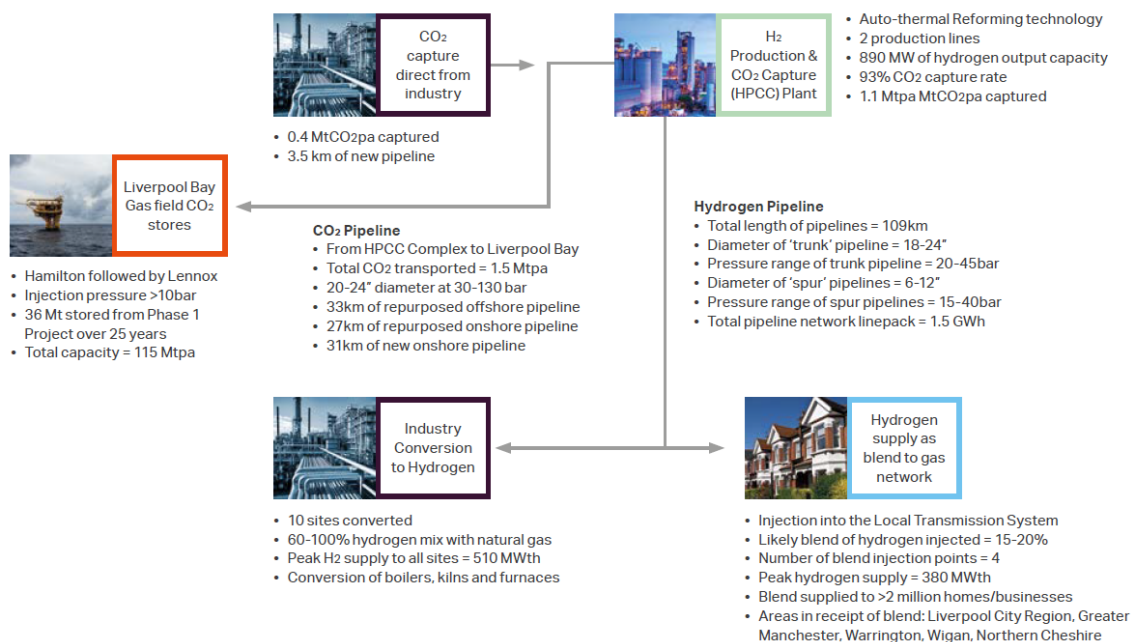 CO₂
capture
direct from
industry
• 0.4 MtCO₂pa captured
• 3.5 km of new pipeline
H₂
Production &
CO₂ Capture
(HPCC) Plant
• Auto-thermal Reforming technology
• 2 production lines
• 890 MW of hydrogen output capacity
• 93% CO₂ capture rate
• 1.1 Mtpa MtCO₂pa captured
Liverpool Bay
Gas field CO₂
stores
• Hamilton followed by Lennox
• Injection pressure >10bar
• 36 Mt stored from Phase 1
Project over 25 years
• Total capacity = 115 Mtpa
CO₂ Pipeline
• From HPCC Complex to Liverpool Bay
• Total CO₂ transported = 1.5 Mtpa
• 20-24” diameter at 30-130 bar
• 33km of repurposed offshore pipeline
• 27km of repurposed onshore pipeline
• 31km of new onshore pipeline
Hydrogen Pipeline
• Total length of pipelines = 109km
• Diameter of ‘trunk’ pipeline = 18-24”
• Pressure range of trunk pipeline = 20-45bar
• Diameter of ‘spur’ pipelines = 6-12”
• Pressure range of spur pipelines = 15-40bar
• Total pipeline network linepack = 1.5 GWh
Industry
Conversion
to Hydrogen
• 10 sites converted
• 60-100% hydrogen mix with natural gas
• Peak H₂ supply to all sites = 510 MWth
• Conversion of boilers, kilns and furnaces
Hydrogen
supply as
blend to gas
network
• Injection into the Local Transmission System
• Likely blend of hydrogen injected = 15-20%
• Number of blend injection points = 4
• Peak hydrogen supply = 380 MWth
• Blend supplied to >2 million homes/businesses
• Areas in receipt of blend: Liverpool City Region, Greater
Manchester, Warrington, Wigan, Northern Cheshire